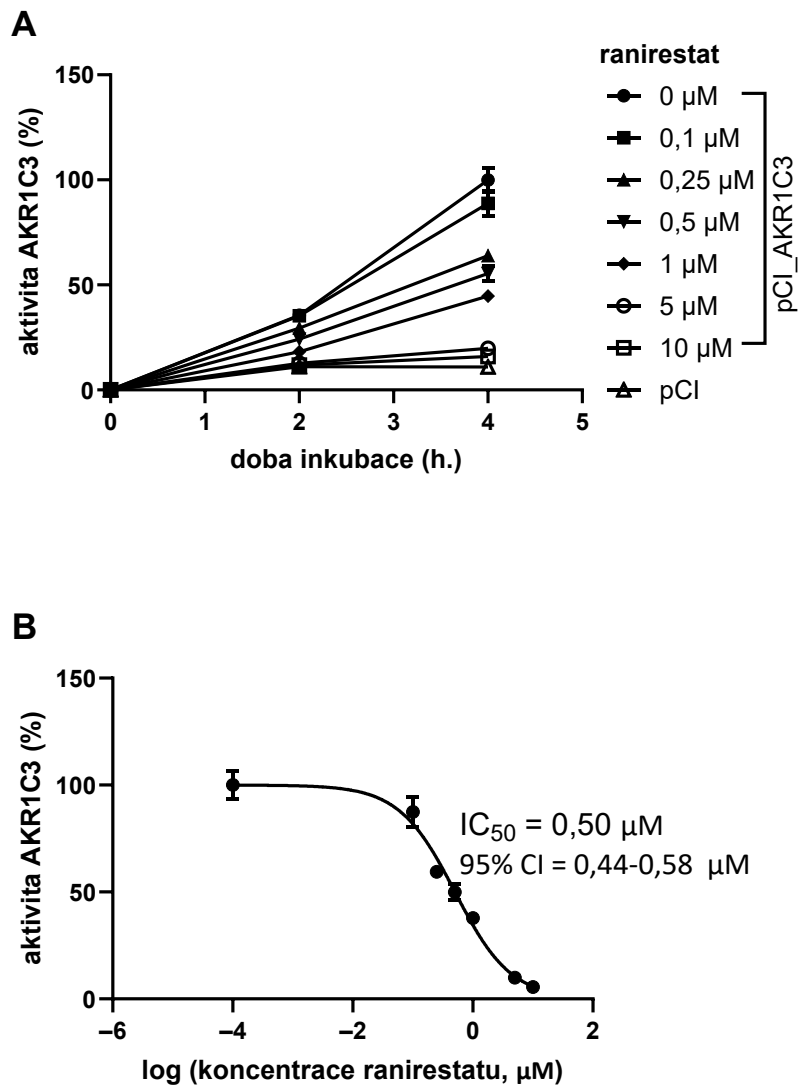 A
ranirestat
150
100
50
0
aktivita AKR1C3 (%)
0 1 2 3 4 5
doba inkubace (h.)
0 µM
0,1 µM
0,25 µM
0,5 µM
1 µM
5 µM
10 µM
pCI
pCI_AKR1C3
B
150
100
50
0
aktivita AKR1C3 (%)
IC50 = 0,50 µM
95% CI = 0,44-0,58 µM
–6 –4 –2 0 2
log (koncentrace ranirestatu, µM)